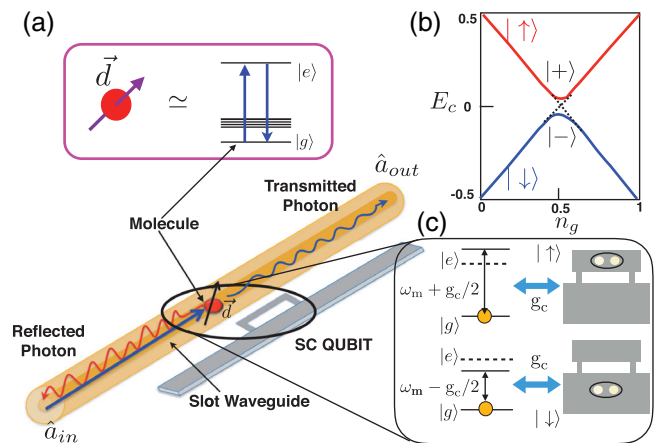 (a)
d⃗
≃
|e⟩
|g⟩
Molecule
Transmitted
Photon
â_out
d⃗
Reflected
Photon
SC QUBIT
Slot Waveguide
â_in
(b)
0.5
|↑⟩
|+⟩
E_c
0
|−⟩
|↓⟩
-0.5
0
0.5
1
n_g
(c)
|e⟩
|↑⟩
ω_m + g_c/2
g_c
|g⟩
|e⟩
g_c
ω_m − g_c/2
|g⟩
|↓⟩